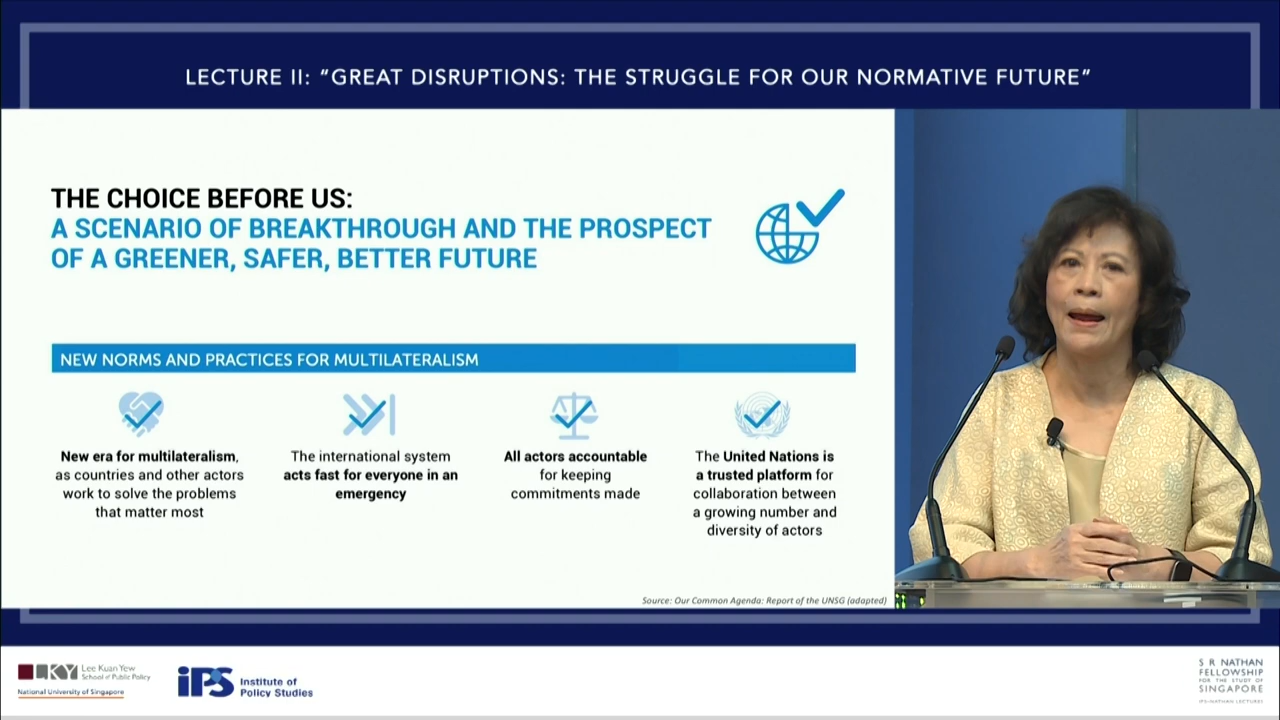 LECTURE II: “GREAT DISRUPTIONS: THE STRUGGLE FOR OUR NORMATIVE FUTURE”
THE CHOICE BEFORE US:
A SCENARIO OF BREAKTHROUGH AND THE PROSPECT
OF A GREENER, SAFER, BETTER FUTURE
NEW NORMS AND PRACTICES FOR MULTILATERALISM
New era for multilateralism,
as countries and other actors
work to solve the problems
that matter most
The international system
acts fast for everyone in an
emergency
All actors accountable
for keeping
commitments made
The United Nations is
a trusted platform for
collaboration between
a growing number and
diversity of actors
Source: Our Common Agenda: Report of the UNSG (adapted)
LKY
Lee Kuan Yew
School of Public Policy
National University of Singapore
iPS
Institute of
Policy Studies
S R NATHAN
FELLOWSHIP
FOR THE STUDY OF
SINGAPORE
IPS-NATHAN LECTURES